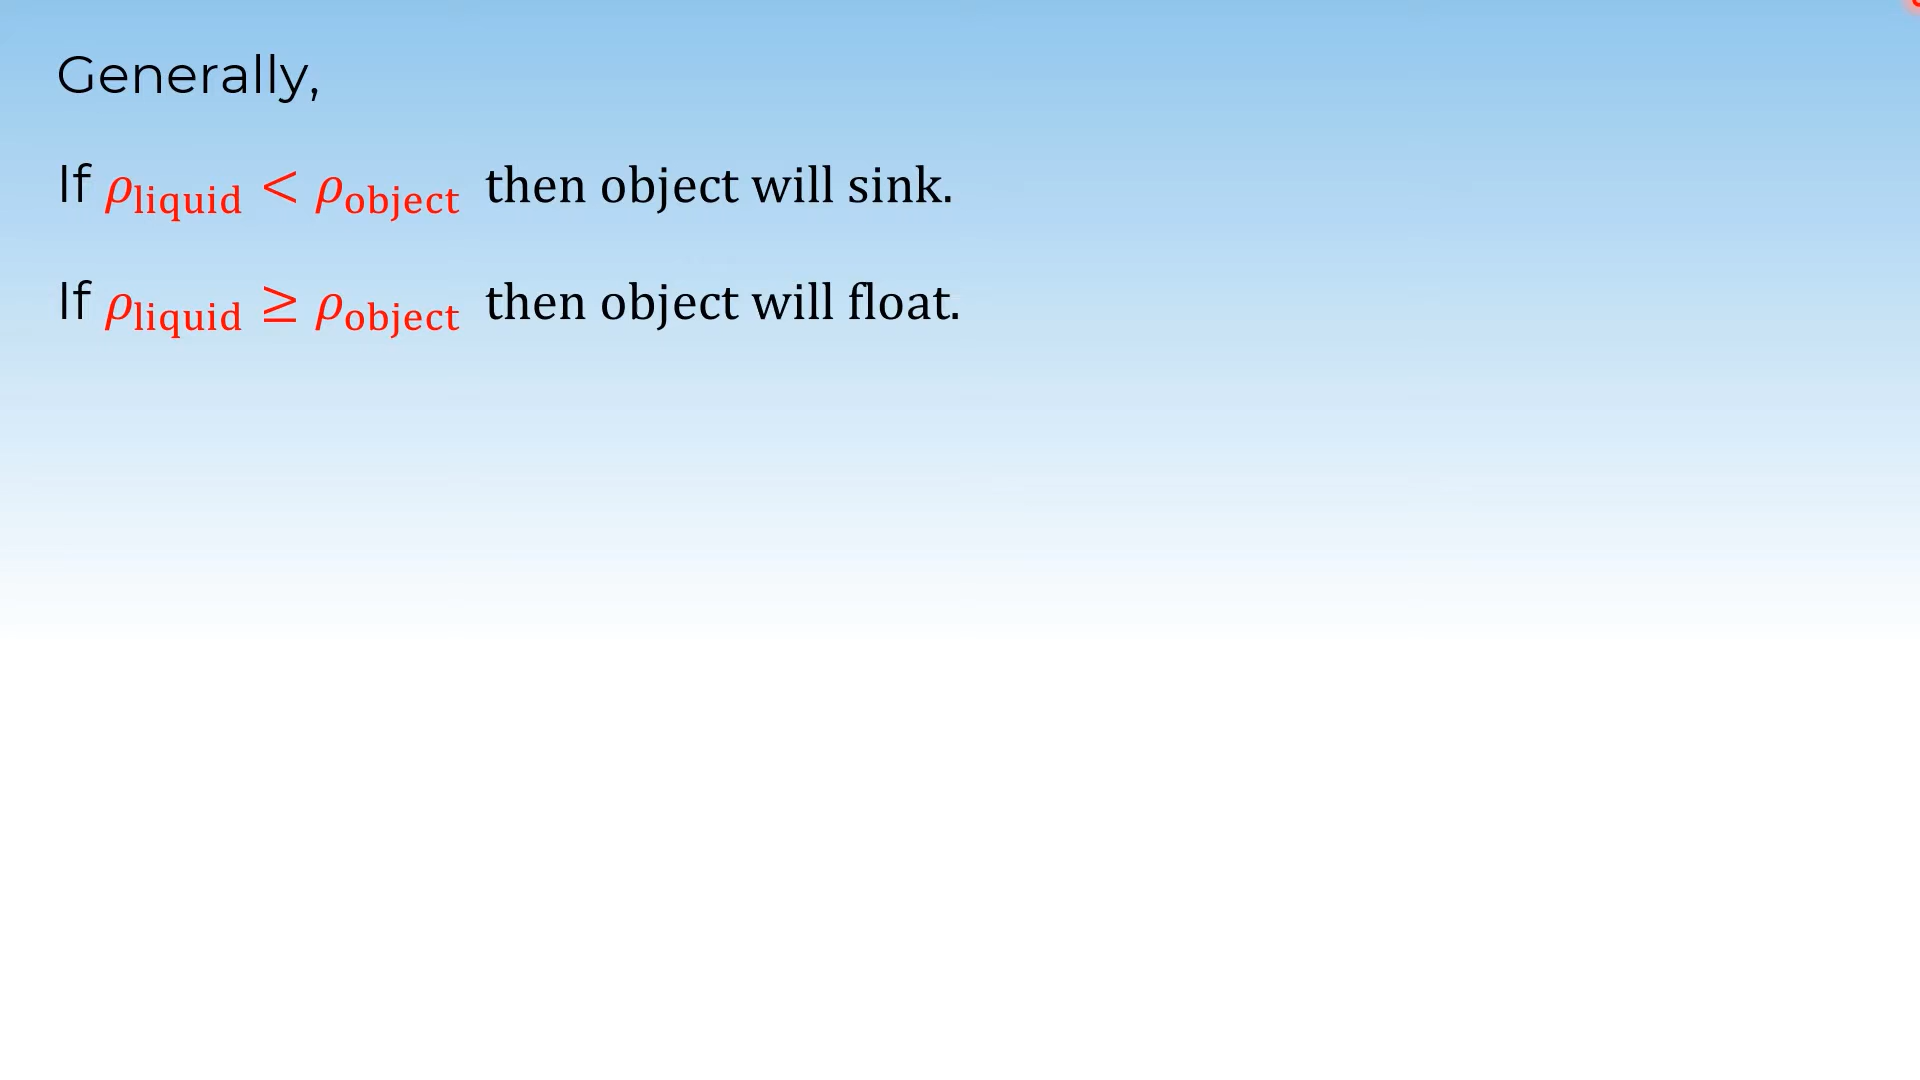 Generally,
If ρliquid < ρobject then object will sink.
If ρliquid ≥ ρobject then object will float.